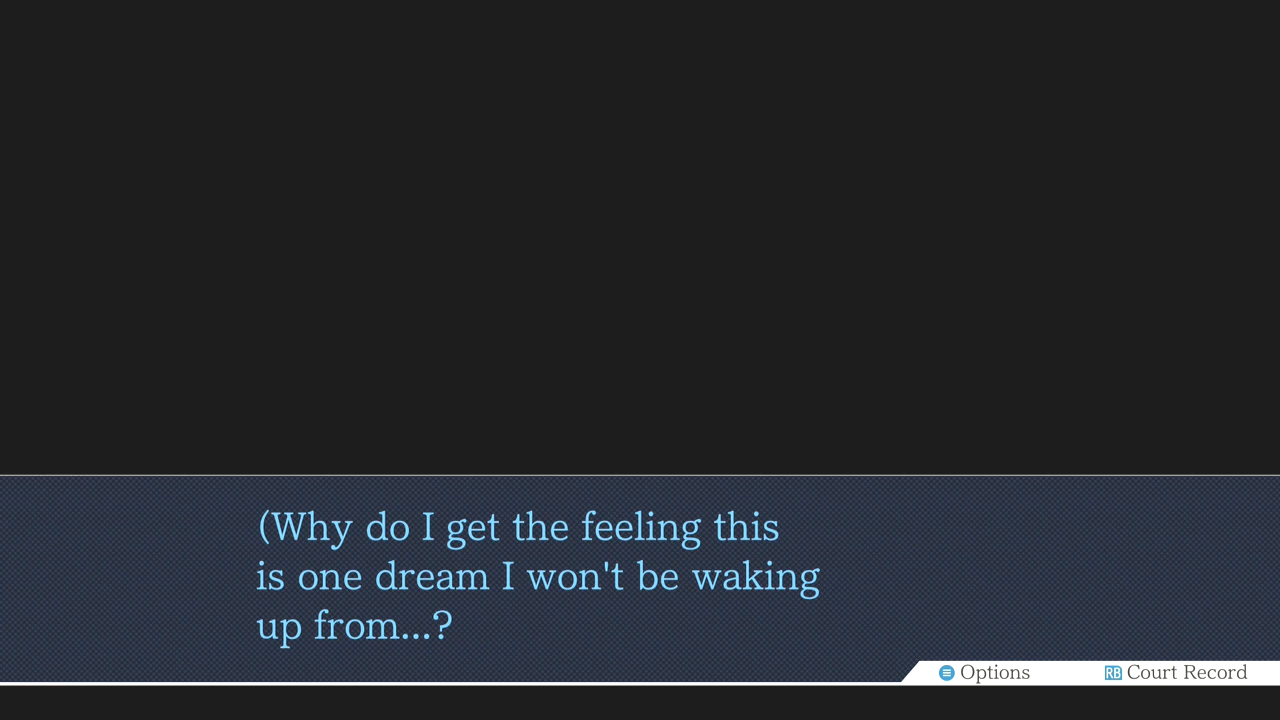 (Why do I get the feeling this
is one dream I won't be waking
up from...?
Options
RB Court Record